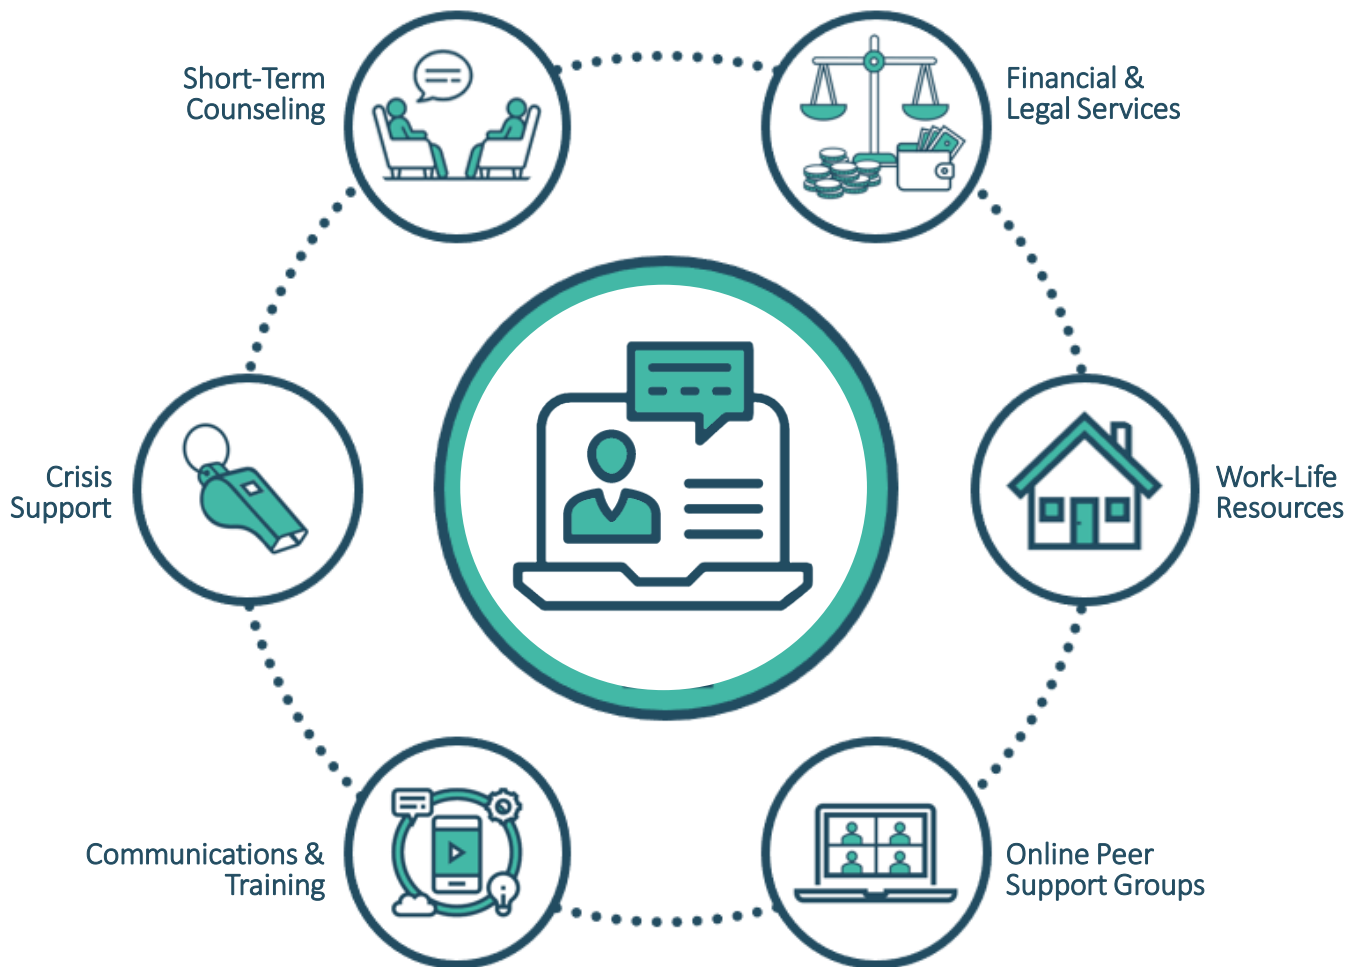 Short-Term
Counseling
Financial &
Legal Services
Crisis
Support
Work-Life
Resources
Communications &
Training
Online Peer
Support Groups